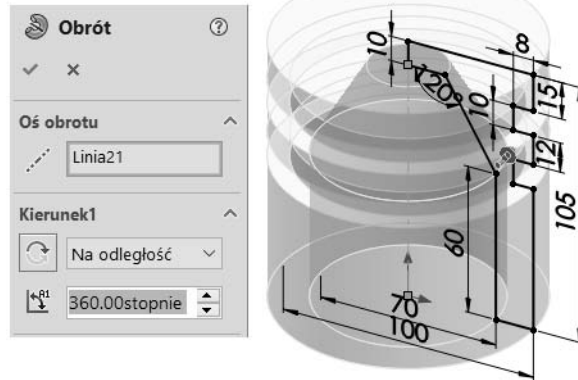 Obrót
Oś obrotu
Linia21
Kierunek1
Na odległość
A1
360.00stopnie
10
120°
8
15
10
12
105
60
70
100